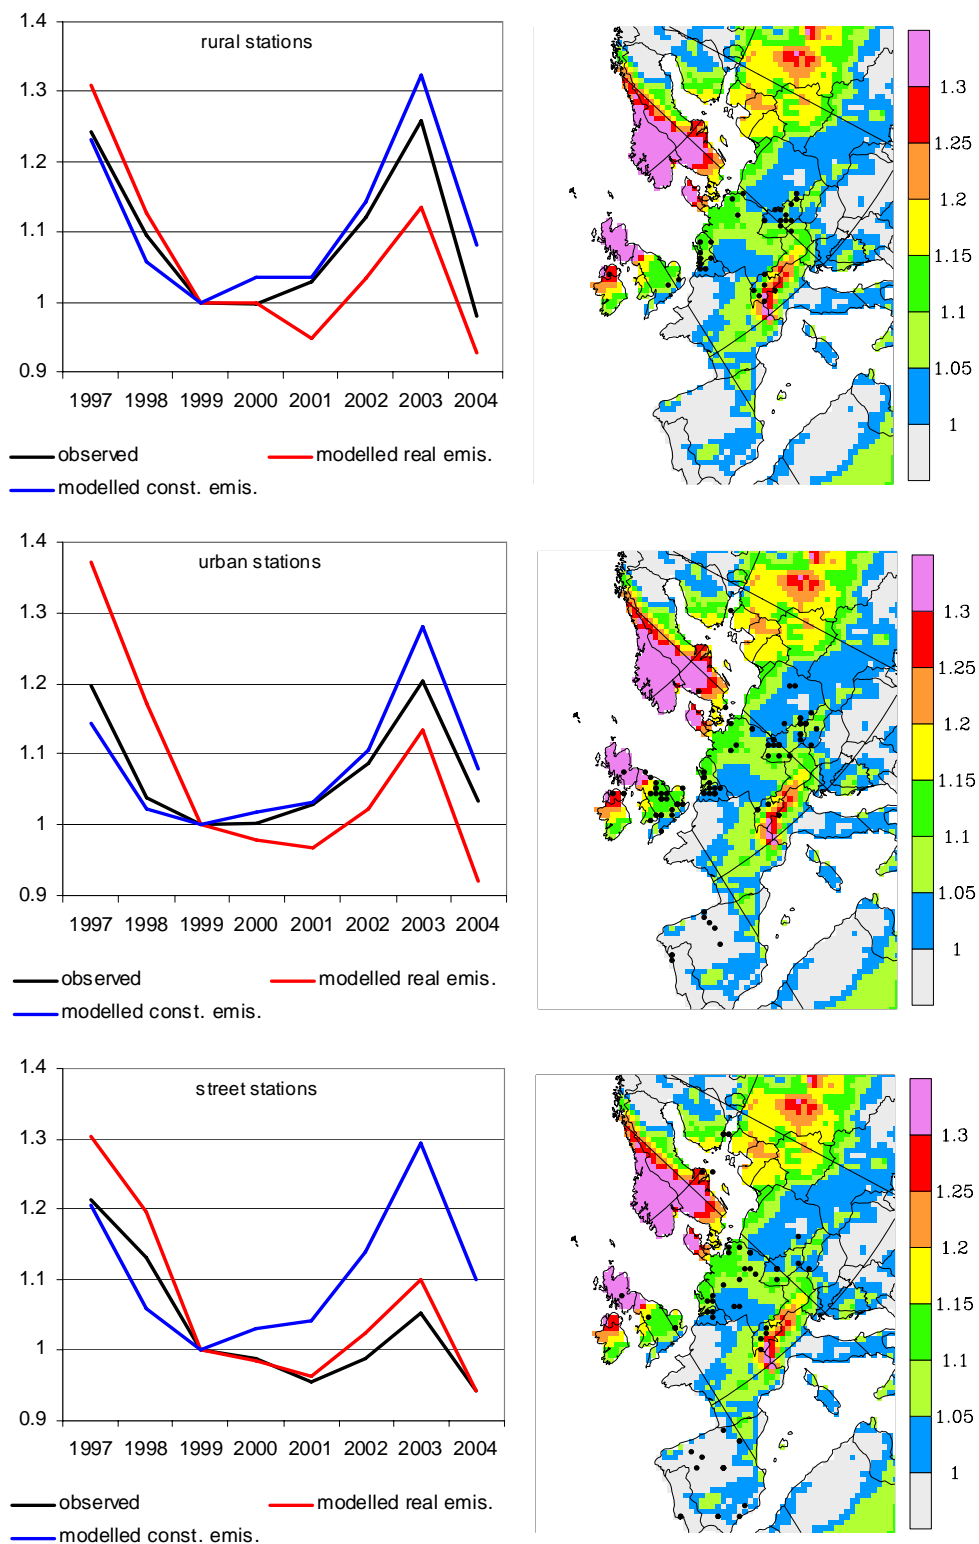 1.4
rural stations
1.3
1.2
1.1
1
0.9
1997 1998 1999 2000 2001 2002 2003 2004
observed
modelled real emis.
modelled const. emis.
1.3
1.25
1.2
1.15
1.1
1.05
1
1.4
urban stations
1.3
1.2
1.1
1
0.9
1997 1998 1999 2000 2001 2002 2003 2004
observed
modelled real emis.
modelled const. emis.
1.3
1.25
1.2
1.15
1.1
1.05
1
1.4
street stations
1.3
1.2
1.1
1
0.9
1997 1998 1999 2000 2001 2002 2003 2004
observed
modelled real emis.
modelled const. emis.
1.3
1.25
1.2
1.15
1.1
1.05
1